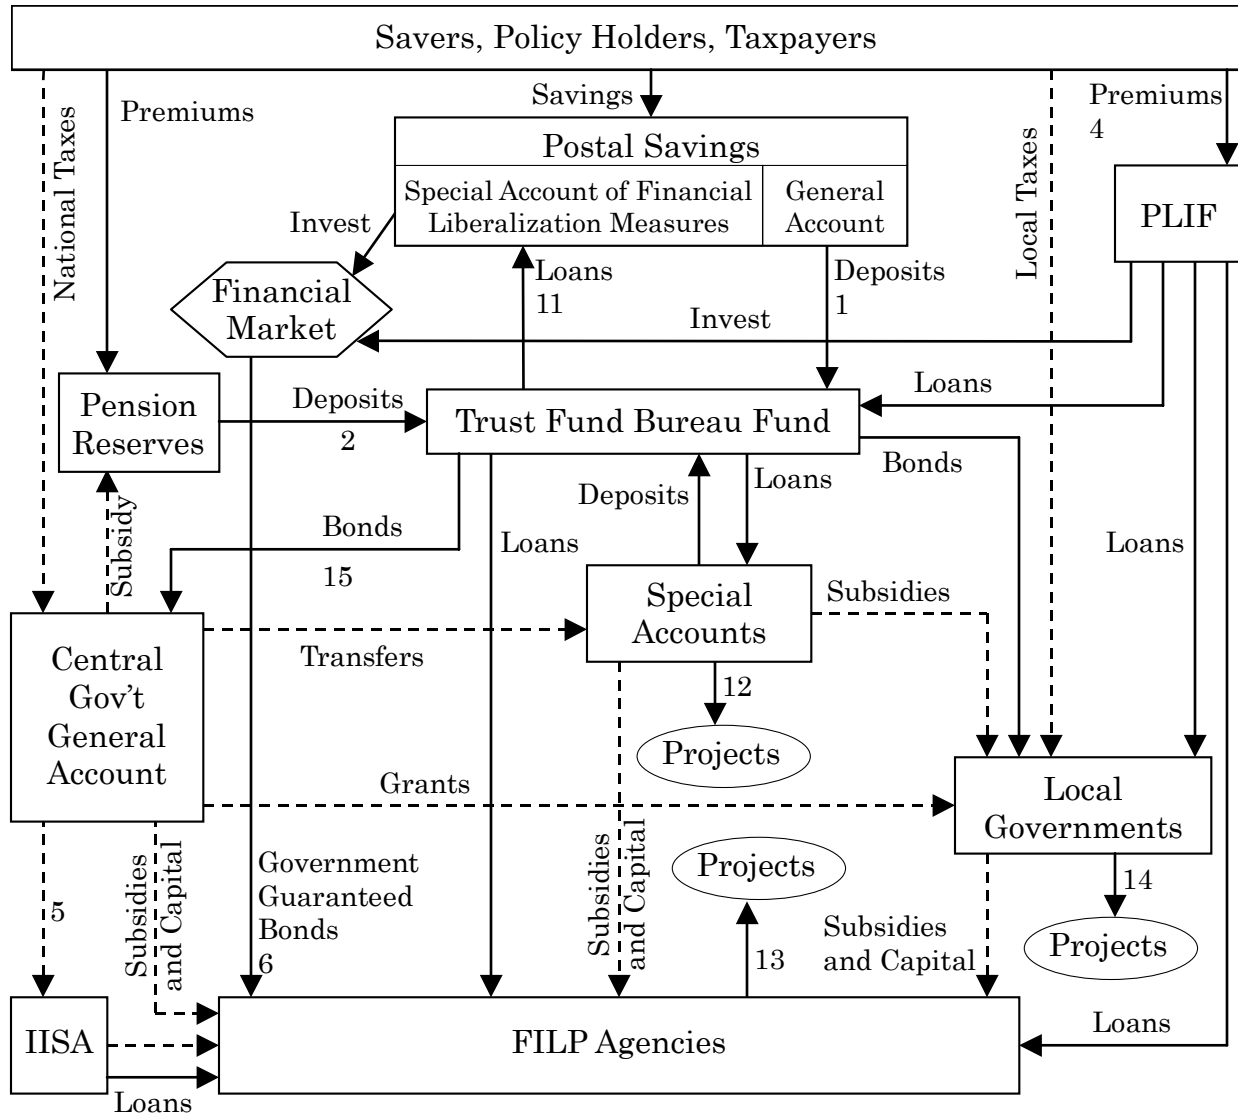 Savers, Policy Holders, Taxpayers
National Taxes
Premiums
Savings
Local Taxes
Premiums
4
Postal Savings
Special Account of Financial
Liberalization Measures
General
Account
PLIF
Invest
Financial
Market
Loans
11
Deposits
1
Invest
Loans
Pension
Reserves
Deposits
2
Trust Fund Bureau Fund
Bonds
Deposits
Loans
Subsidy
Bonds
15
Loans
Loans
Special
Accounts
Subsidies
Transfers
Central
Gov't
General
Account
12
Projects
Grants
Local
Governments
5
Subsidies
and Capital
Government
Guaranteed
Bonds
6
Subsidies
and Capital
Projects
13
Subsidies
and Capital
14
Projects
IISA
FILP Agencies
Loans
Loans